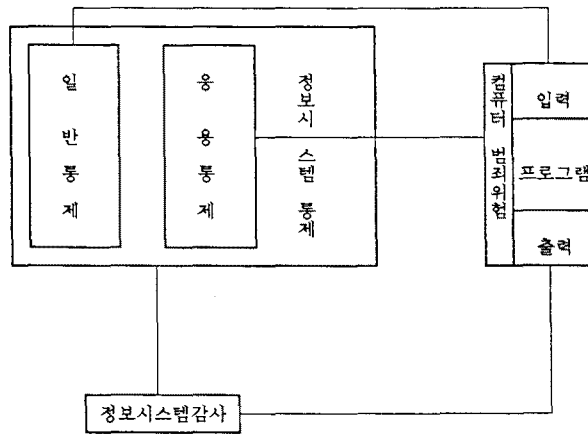 일반통제
응용통제
정보시스템 통제
컴퓨터 범죄위험
입력
프로그램
출력
정보시스템감사